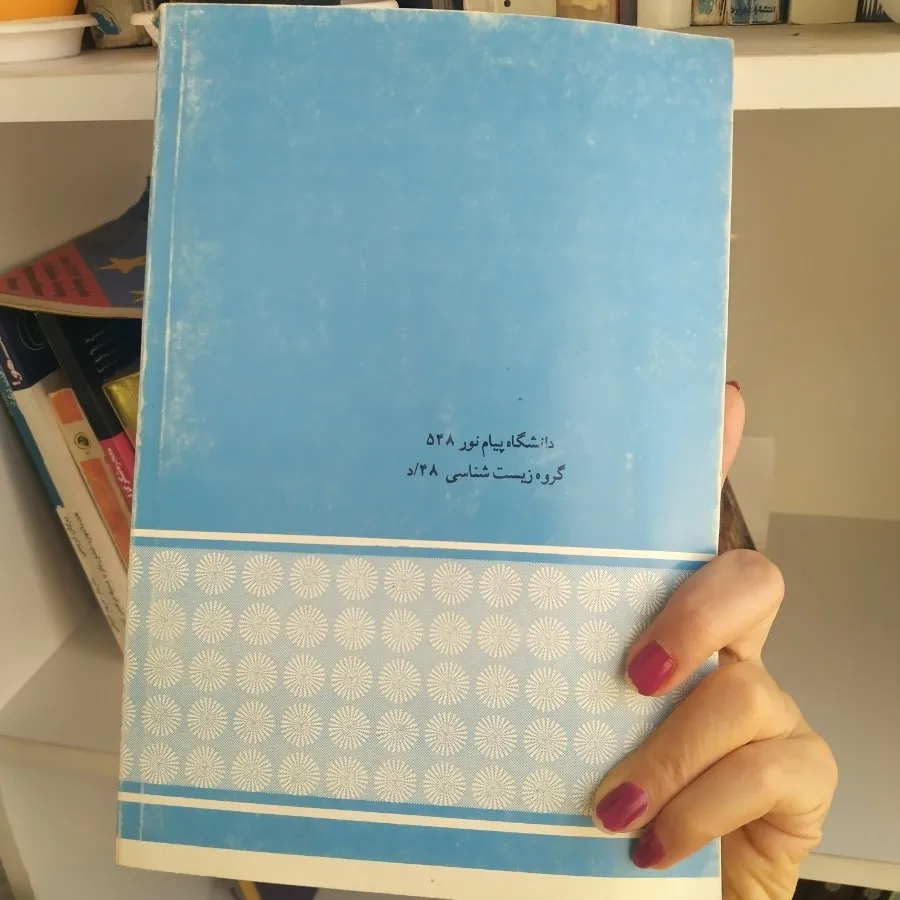 دانشگاه پیام نور ۵۴۸
گروه زیست شناسی ۴۸/د